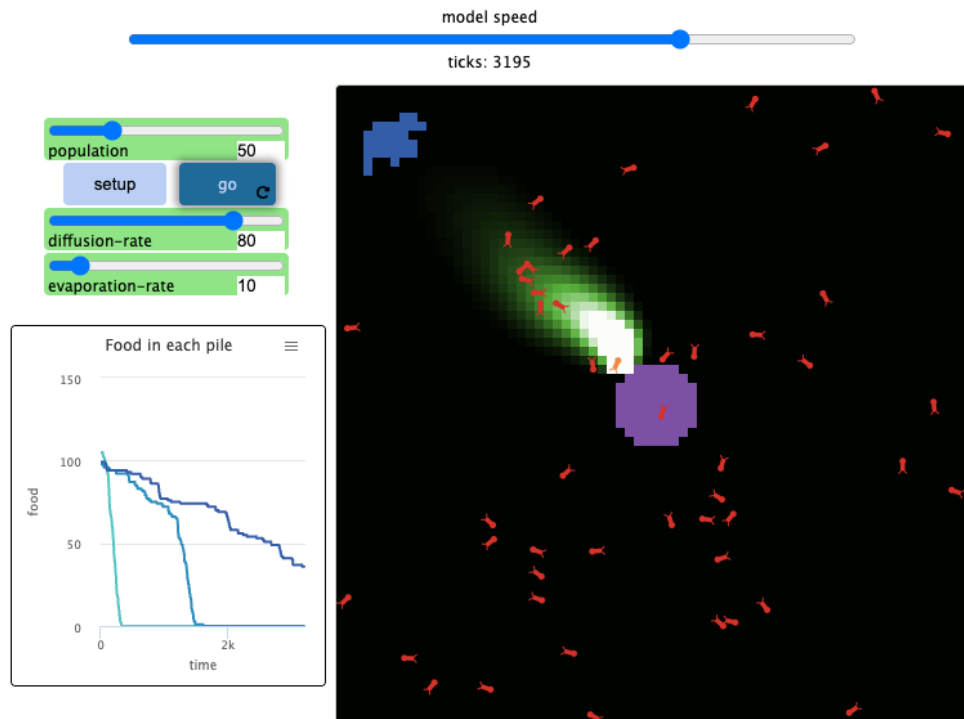 model speed
ticks: 3195
population 50
setup go
diffusion-rate 80
evaporation-rate 10
Food in each pile
150
100
50
0
food
0 2k
time